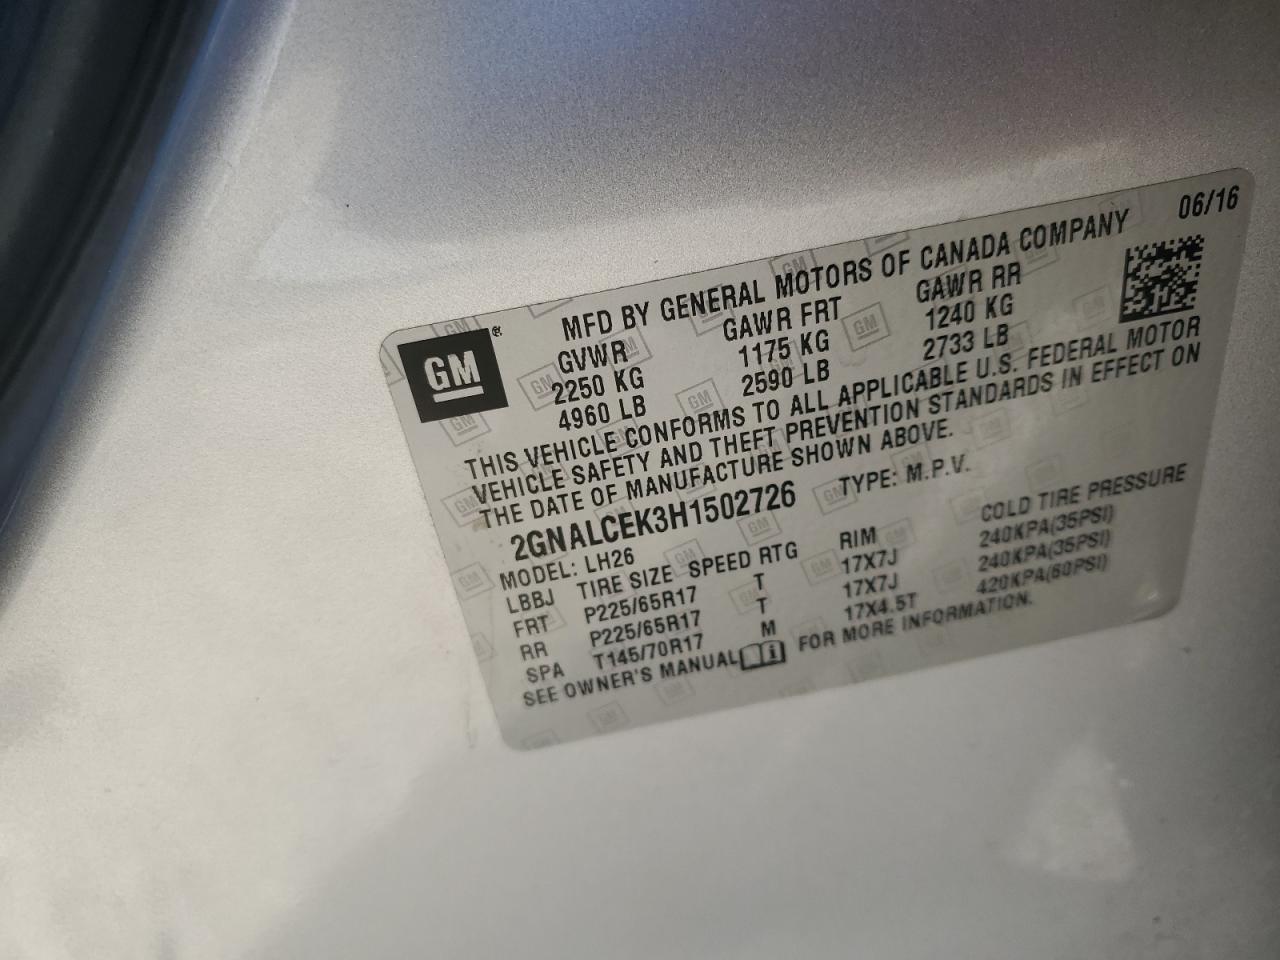 06/16
GM®
MFD BY GENERAL MOTORS OF CANADA COMPANY
GVWR GAWR FRT GAWR RR
2250 KG 1175 KG 1240 KG
4960 LB 2590 LB 2733 LB
THIS VEHICLE CONFORMS TO ALL APPLICABLE U.S. FEDERAL MOTOR
VEHICLE SAFETY AND THEFT PREVENTION STANDARDS IN EFFECT ON
THE DATE OF MANUFACTURE SHOWN ABOVE.
2GNALCEK3H1502726 TYPE: M.P.V.
MODEL: LH26
LBBJ TIRE SIZE SPEED RTG RIM COLD TIRE PRESSURE
FRT P225/65R17 T 17X7J 240KPA(35PSI)
RR P225/65R17 T 17X7J 240KPA(35PSI)
SPA T145/70R17 M 17X4.5T 420KPA(60PSI)
SEE OWNER'S MANUAL FOR MORE INFORMATION.